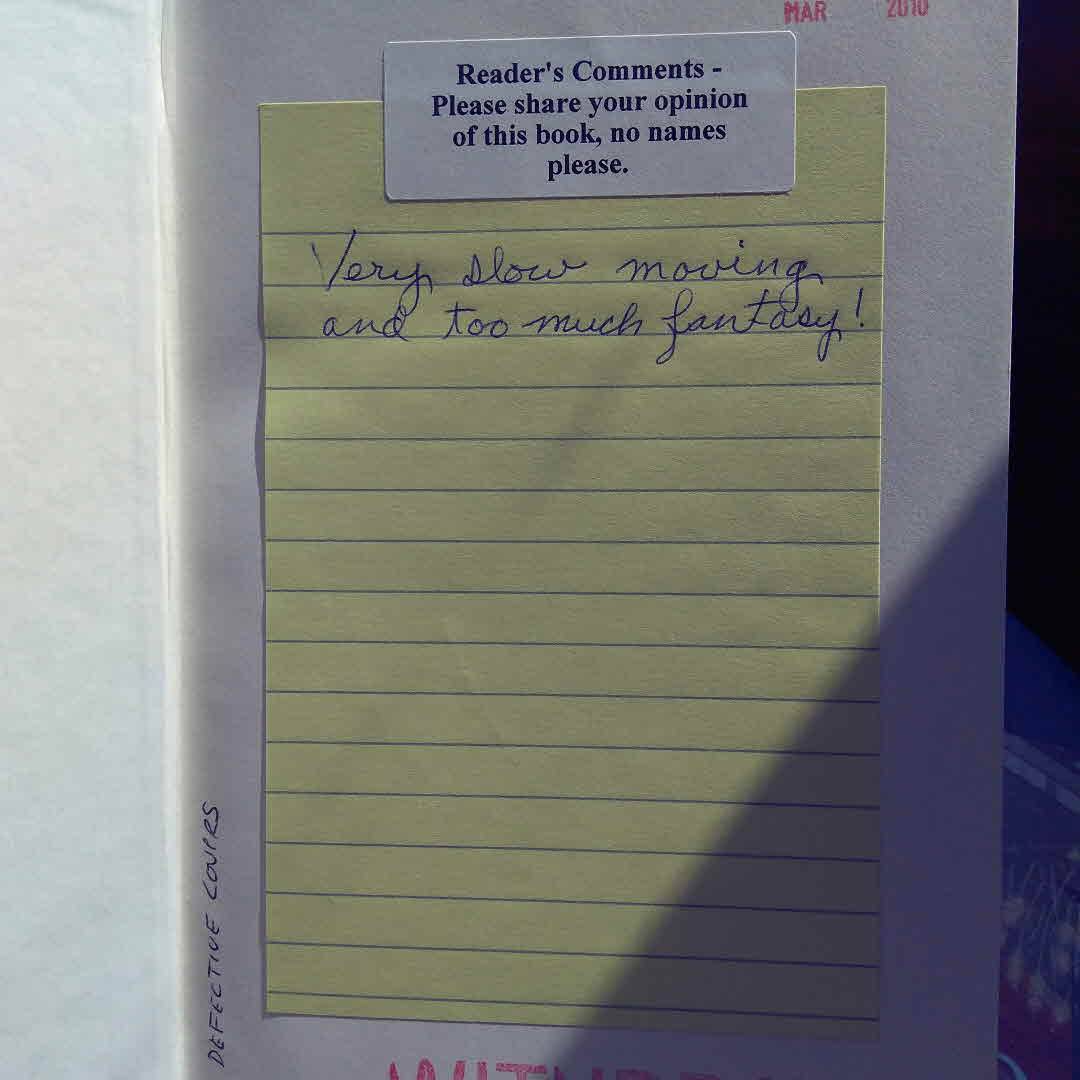 MAR 2010
Reader's Comments -
Please share your opinion
of this book, no names
please.
Very slow moving
and too much fantasy!
DEFECTIVE COVERS